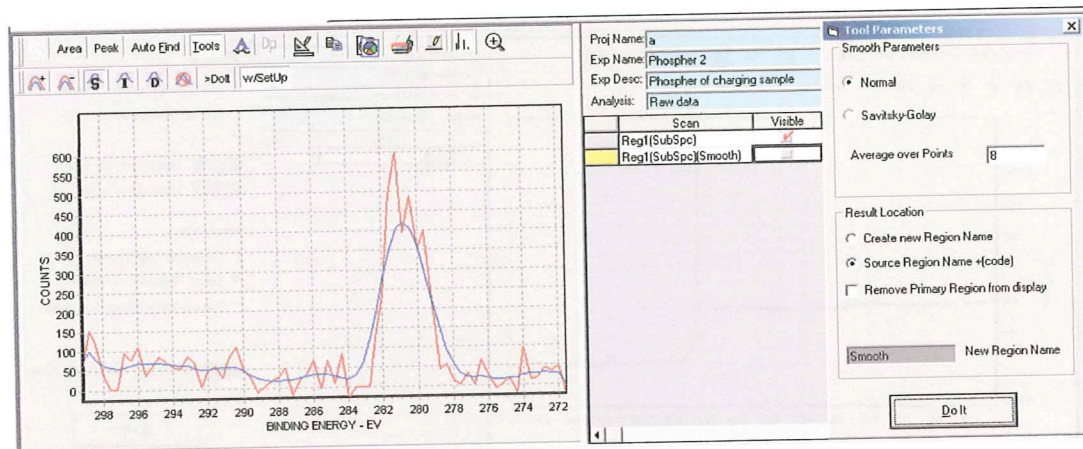 Area Peak Auto Find Tools Dp
S I D >DoIt w/SetUp
600
550
500
450
400
350
300
250
200
150
100
50
0
COUNTS
298 296 294 292 290 288 286 284 282 280 278 276 274 272
BINDING ENERGY - EV
Proj Name: a
Exp Name: Phospher 2
Exp Desc: Phospher of charging sample
Analysis: Raw data
Scan Visible
Reg1(SubSpc)
Reg1(SubSpc)(Smooth)
Tool Parameters
Smooth Parameters
Normal
Savitsky-Golay
Average over Points 8
Result Location
Create new Region Name
Source Region Name +(code)
Remove Primary Region from display
Smooth New Region Name
Do It